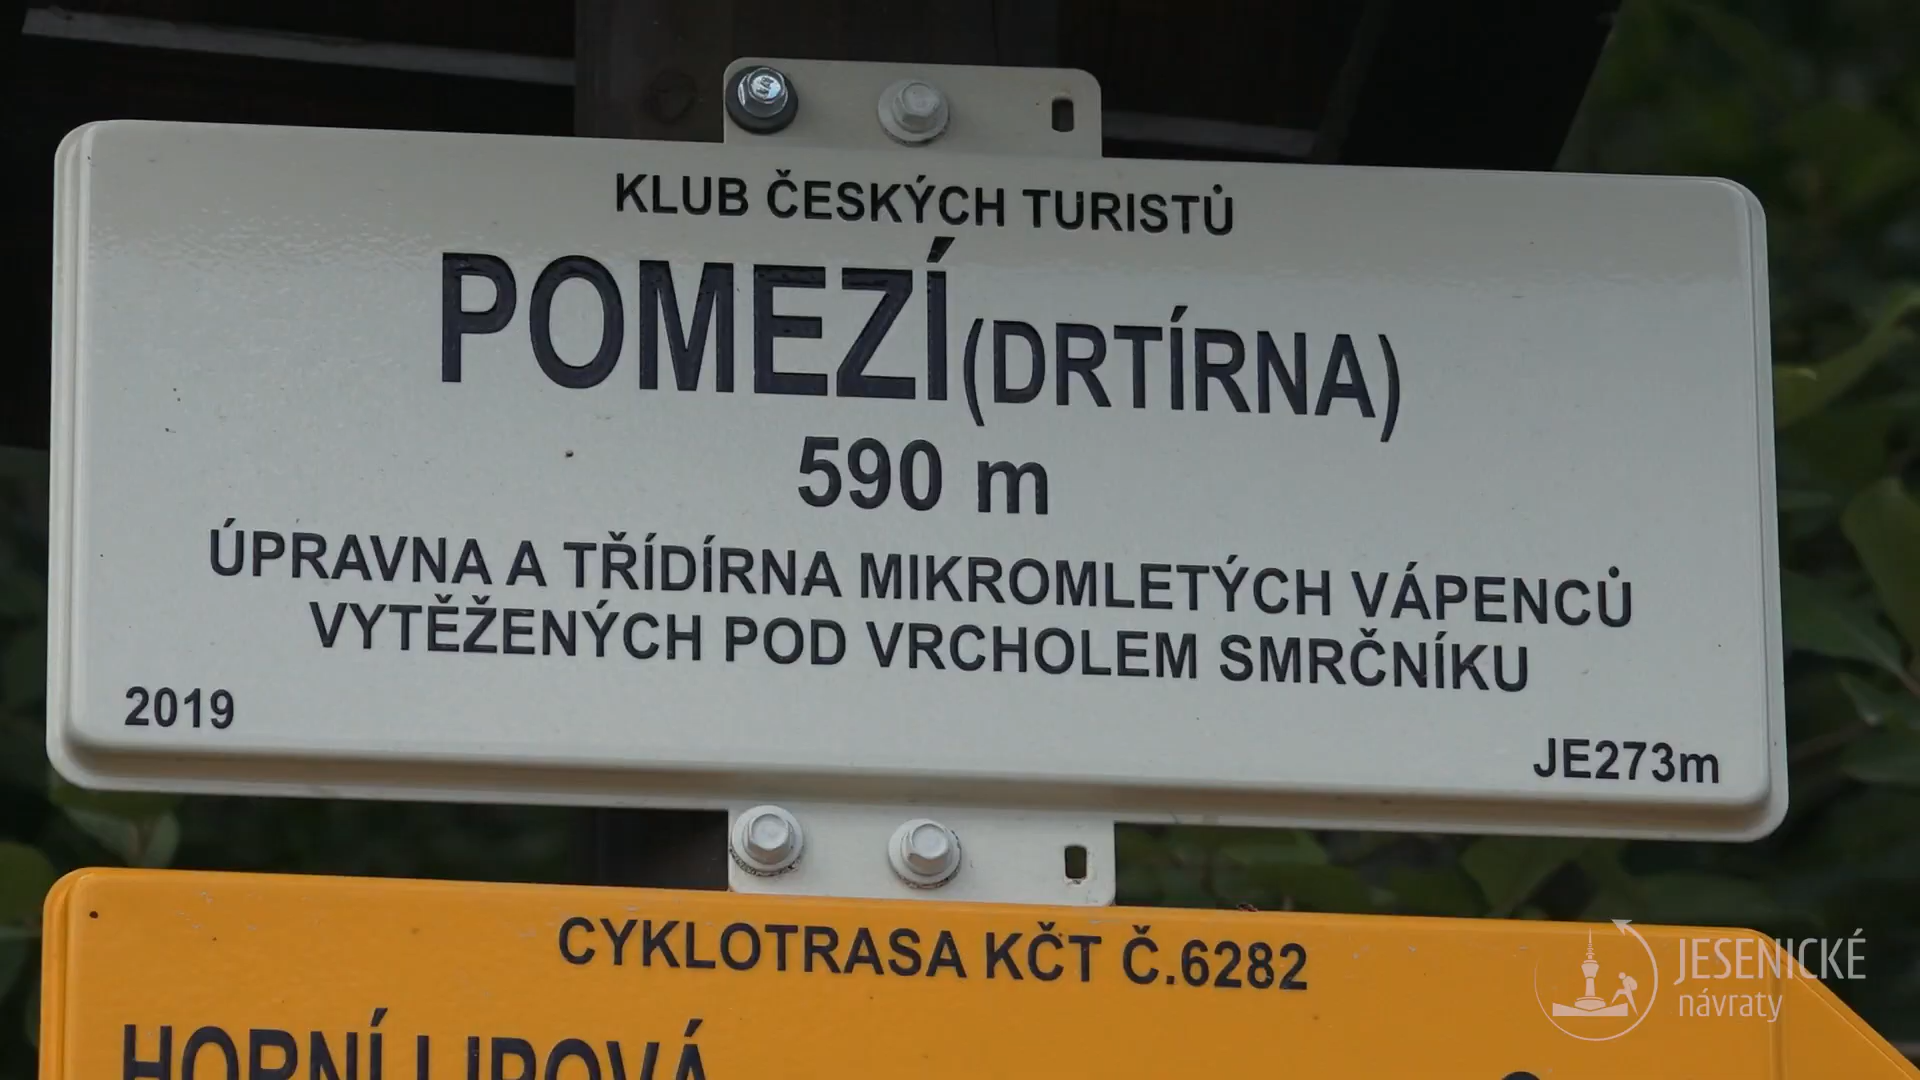 KLUB ČESKÝCH TURISTŮ
POMEZÍ (DRTÍRNA)
590 m
ÚPRAVNA A TŘÍDÍRNA MIKROMLETÝCH VÁPENCŮ
VYTĚŽENÝCH POD VRCHOLEM SMRČNÍKU
2019
JE273m
CYKLOTRASA KČT Č.6282
HORNÍ LIPOVÁ
JESENICKÉ
návraty